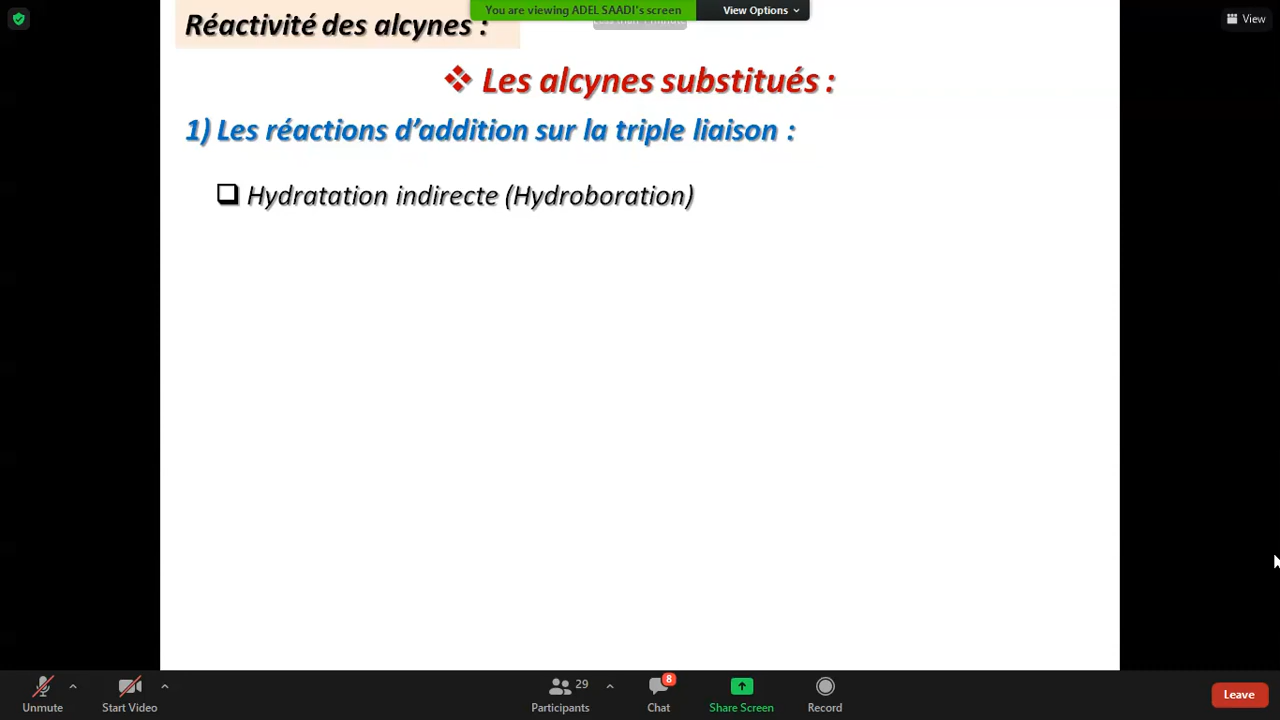 You are viewing ADEL SAADI's screen
View Options
View
Réactivité des alcynes :
❖ Les alcynes substitués :
1) Les réactions d’addition sur la triple liaison :
❑ Hydratation indirecte (Hydroboration)
Unmute
Start Video
29
Participants
8
Chat
Share Screen
Record
Leave